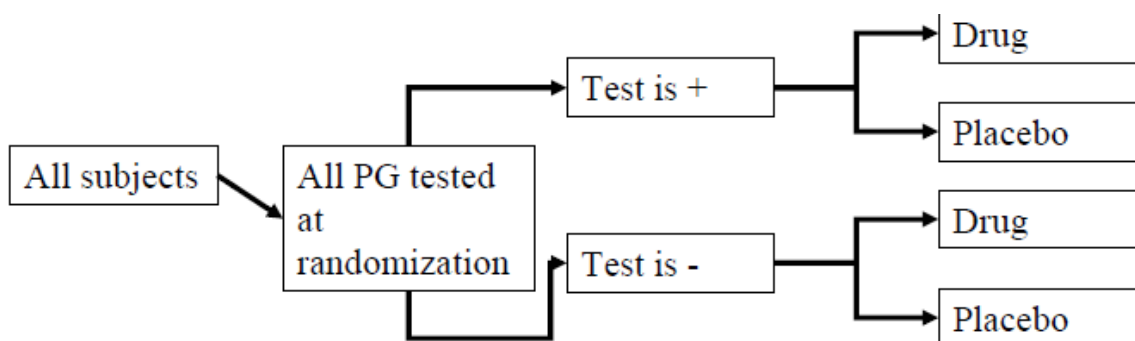 All subjects
All PG tested
at
randomization
Test is +
Drug
Placebo
Test is -
Drug
Placebo